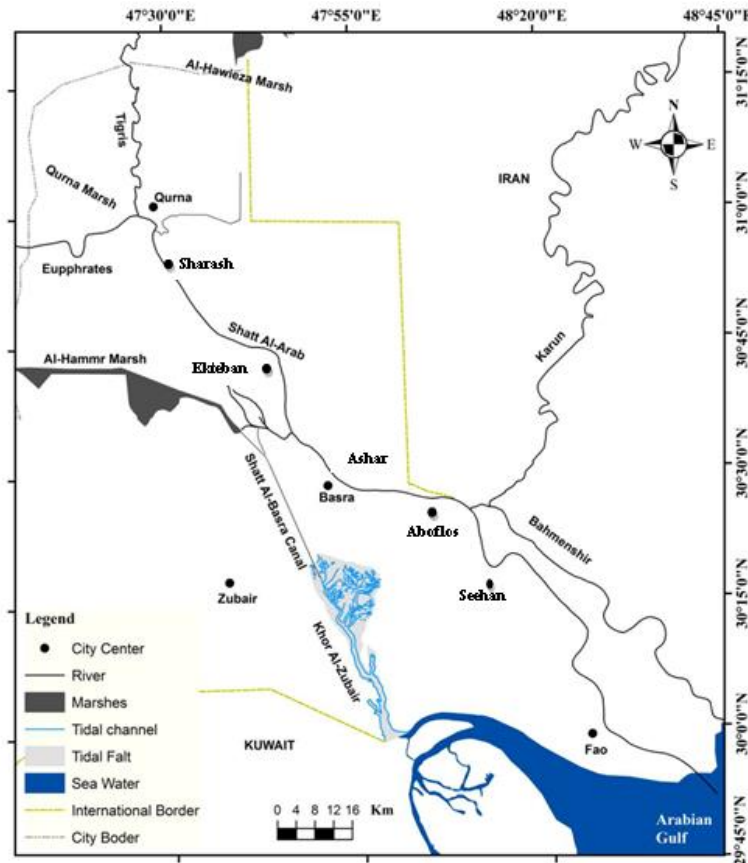 47°30'0"E
47°55'0"E
48°20'0"E
48°45'0"E
Al-Hawieza Marsh
31°15'0"N
Tigris
N
W
E
S
IRAN
Qurna Marsh
Qurna
31°0'0"N
Eupphrates
Sharash
Shatt Al-Arab
Karun
30°45'0"N
Al-Hammr Marsh
Ekteban
Ashar
30°30'0"N
Basra
Shatt Al-Basra Canal
Aboflos
Bahmenshir
Zubair
Seehan
30°15'0"N
Khor Al-Zubair
Legend
City Center
River
Marshes
Tidal channel
Tidal Falt
Sea Water
International Border
City Boder
KUWAIT
Fao
30°0'0"N
0 4 8 12 16 Km
Arabian
Gulf
9°45'0"N